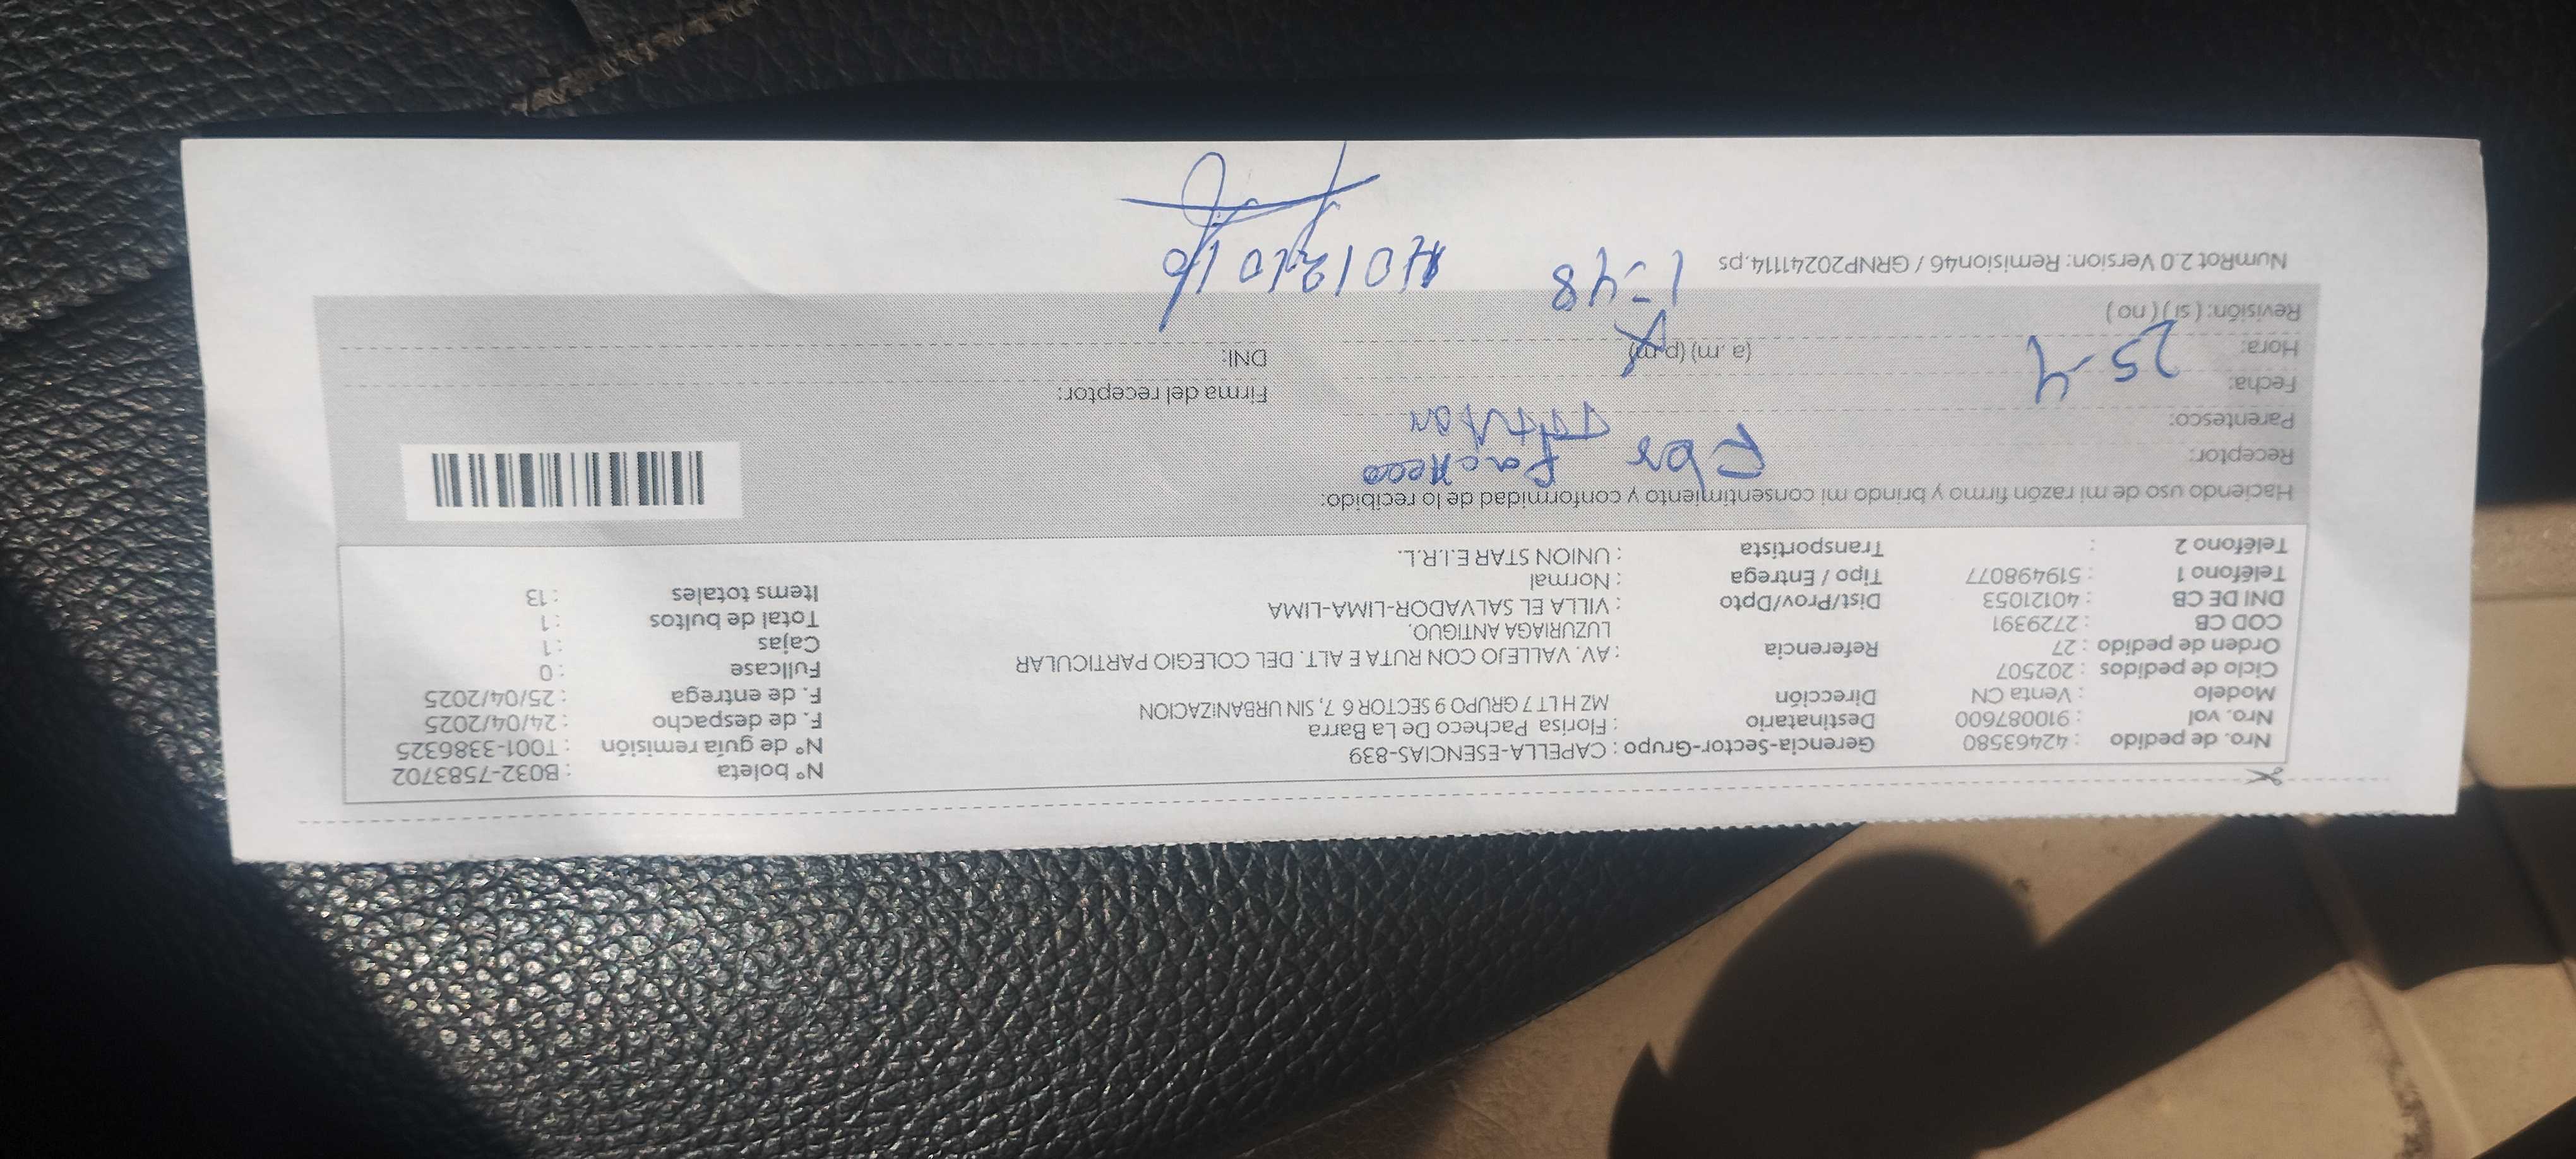 Nro. de pedido : 42463580 Gerencia-Sector-Grupo : CAPELLA-ESENCIAS-839 N° boleta : B032-7583702
Nro. vol : 910087600 Destinatario : Florisa Pacheco De La Barra N° de guía remisión : T001-3386325
Modelo : Venta CN Dirección MZ H LT 7 GRUPO 9 SECTOR 6 7, SIN URBANIZACION F. de despacho : 24/04/2025
Ciclo de pedidos : 202507 F. de entrega : 25/04/2025
Orden de pedido : 27 Referencia : AV. VALLEJO CON RUTA E ALT. DEL COLEGIO PARTICULAR Fullcase : 0
COD CB : 2729391 LUZURIAGA ANTIGUO. Cajas : 1
DNI DE CB : 40121053 Dist/Prov/Dpto : VILLA EL SALVADOR-LIMA-LIMA Total de bultos : 1
Teléfono 1 : 519498077 Tipo / Entrega : Normal Items totales : 13
Teléfono 2 : Transportista : UNION STAR E.I.R.L.
Haciendo uso de mi razón firmo y brindo mi consentimiento y conformidad de lo recibido:
Receptor: Pacheco
Parentesco:
Fecha: 25-4 Firma del receptor:
Hora: (a .m) (p.m) DNI:
Revisión: ( si ) ( no )
1-48
NumRot 2.0 Version: Remision46 / GRNP20241114.ps